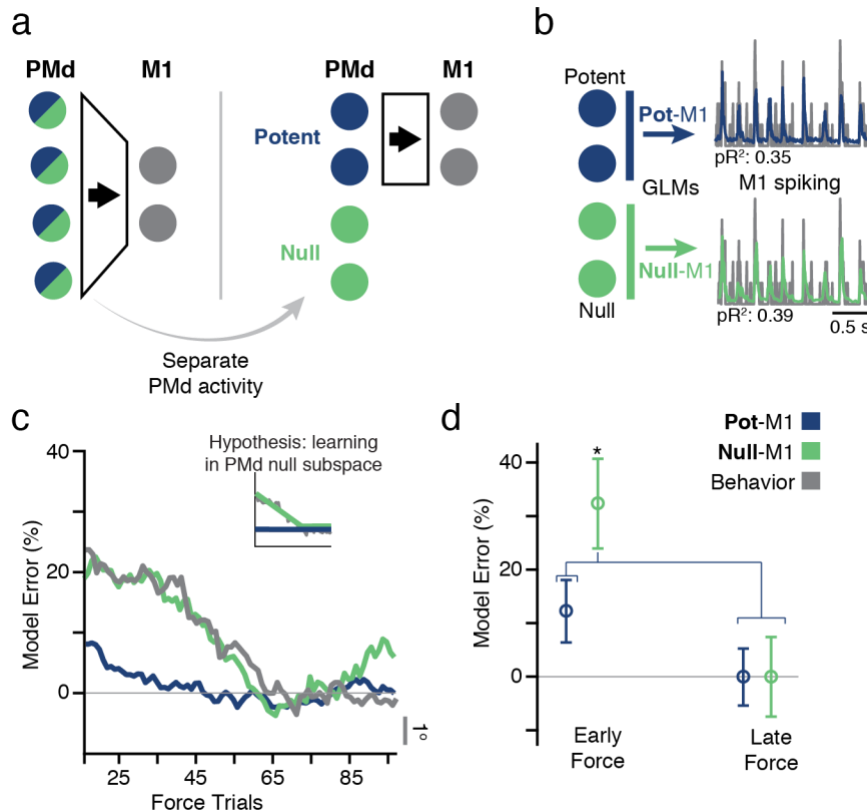 a
PMd
M1
PMd
M1
Potent
Null
Separate
PMd activity
b
Potent
Pot-M1
pR²: 0.35
GLMs
M1 spiking
Null-M1
Null
pR²: 0.39
0.5 s
c
Hypothesis: learning
in PMd null subspace
Model Error (%)
40
20
0
1°
25
45
65
85
Force Trials
d
Pot-M1
Null-M1
Behavior
Model Error (%)
40
20
0
*
Early
Force
Late
Force